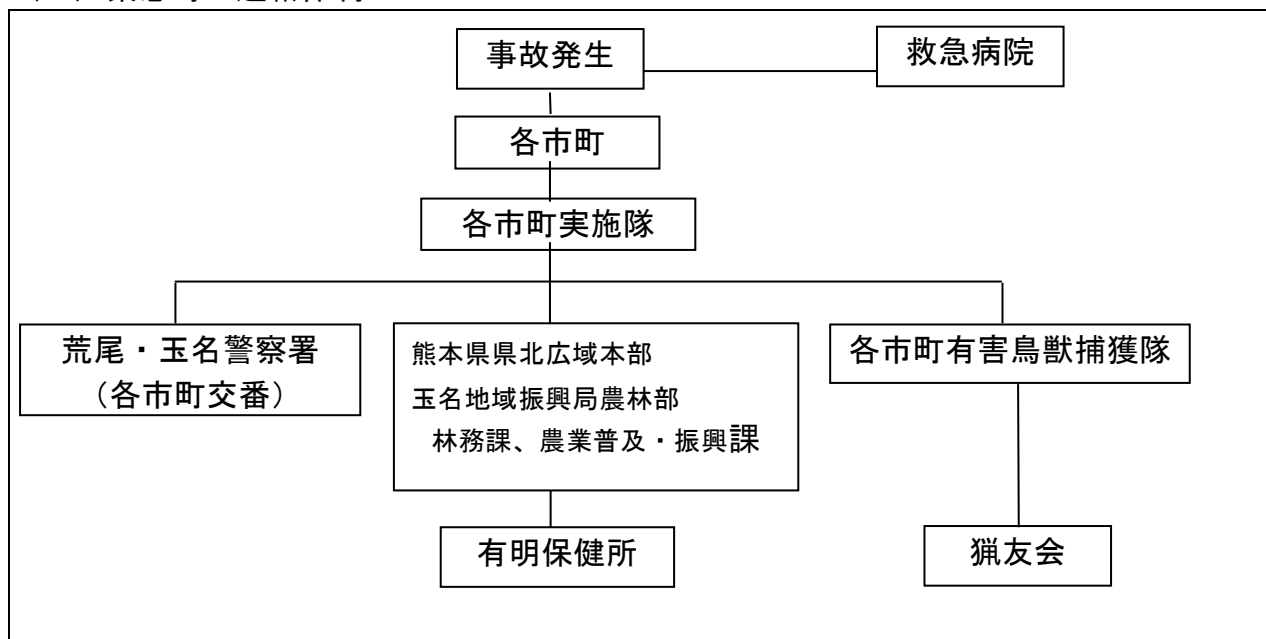 事故発生
救急病院
各市町
各市町実施隊
荒尾・玉名警察署
（各市町交番）
熊本県県北広域本部
玉名地域振興局農林部
林務課、農業普及・振興課
各市町有害鳥獣捕獲隊
有明保健所
猟友会